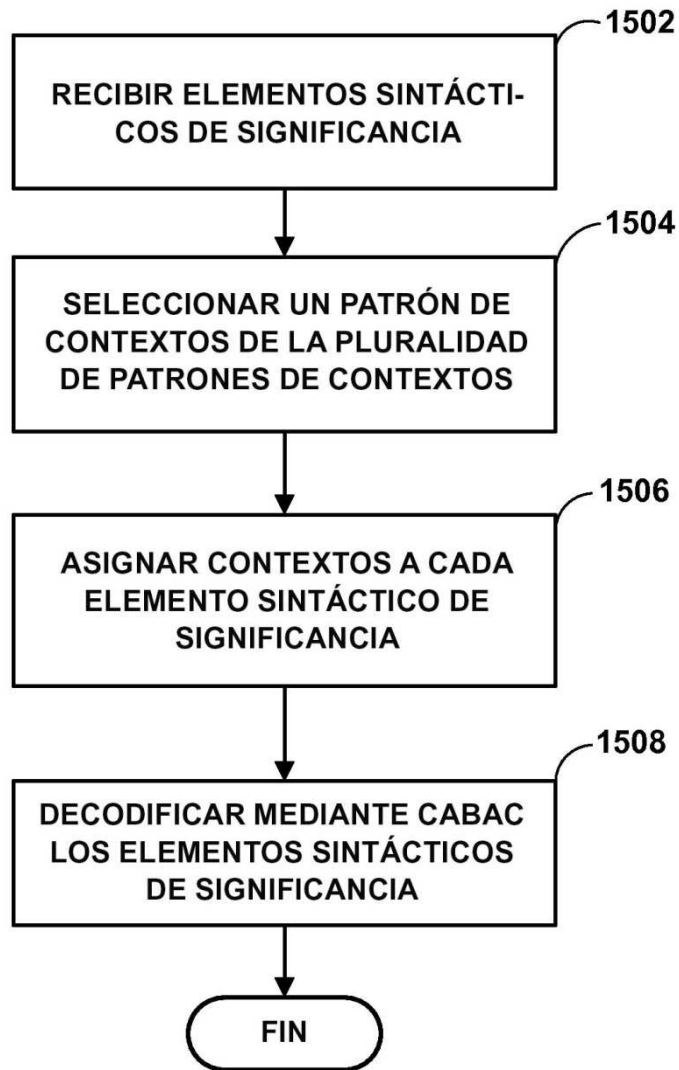 1502
RECIBIR ELEMENTOS SINTÁCTI-
COS DE SIGNIFICANCIA
1504
SELECCIONAR UN PATRÓN DE
CONTEXTOS DE LA PLURALIDAD
DE PATRONES DE CONTEXTOS
1506
ASIGNAR CONTEXTOS A CADA
ELEMENTO SINTÁCTICO DE
SIGNIFICANCIA
1508
DECODIFICAR MEDIANTE CABAC
LOS ELEMENTOS SINTÁCTICOS
DE SIGNIFICANCIA
FIN